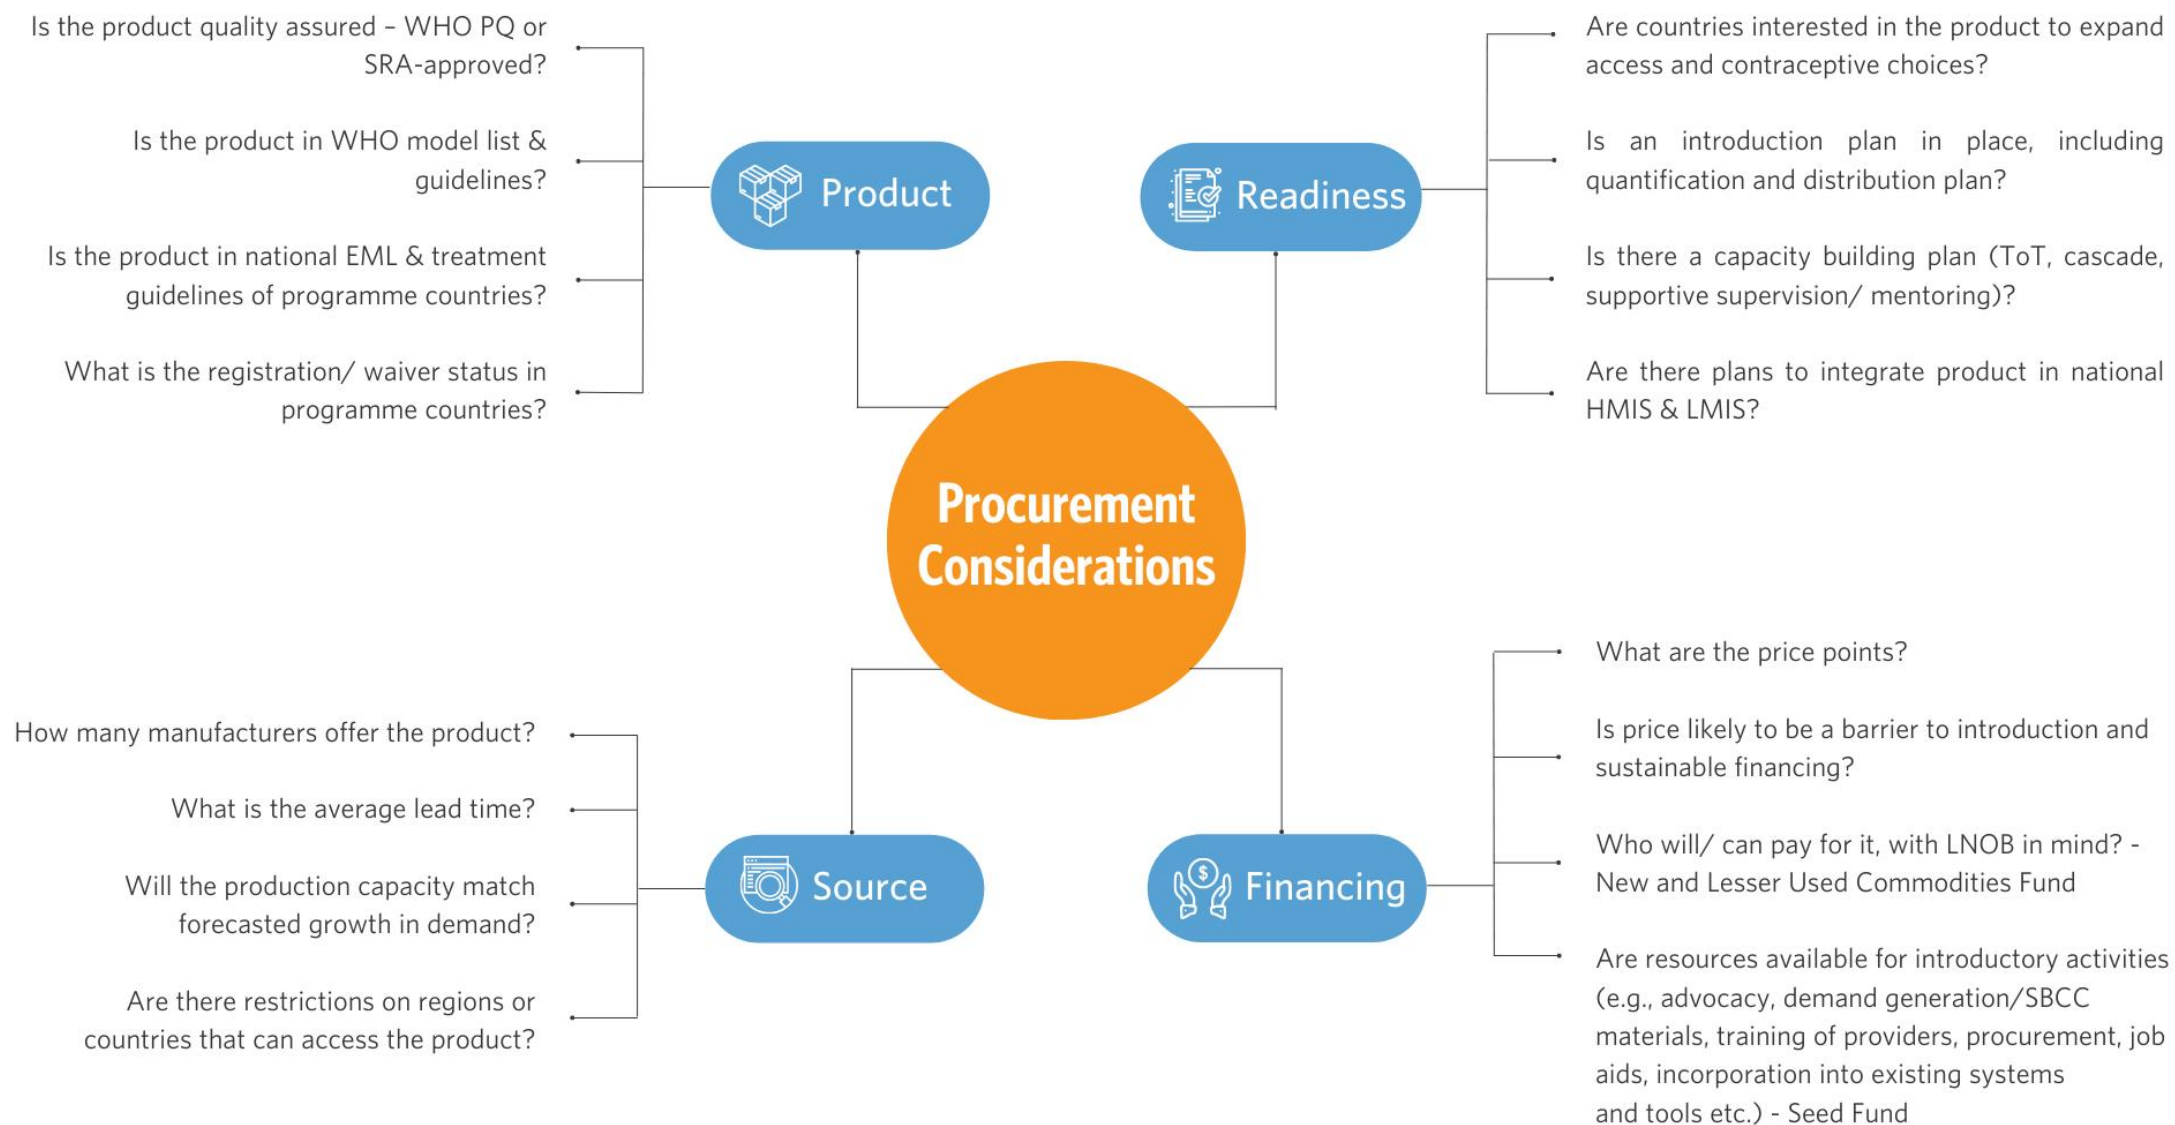 Is the product quality assured – WHO PQ or
SRA-approved?
Is the product in WHO model list &
guidelines?
Is the product in national EML & treatment
guidelines of programme countries?
What is the registration/ waiver status in
programme countries?
Product
Readiness
Are countries interested in the product to expand
access and contraceptive choices?
Is an introduction plan in place, including
quantification and distribution plan?
Is there a capacity building plan (ToT, cascade,
supportive supervision/ mentoring)?
Are there plans to integrate product in national
HMIS & LMIS?
Procurement
Considerations
How many manufacturers offer the product?
What is the average lead time?
Will the production capacity match
forecasted growth in demand?
Are there restrictions on regions or
countries that can access the product?
Source
$
Financing
What are the price points?
Is price likely to be a barrier to introduction and
sustainable financing?
Who will/ can pay for it, with LNOB in mind? -
New and Lesser Used Commodities Fund
Are resources available for introductory activities
(e.g., advocacy, demand generation/SBCC
materials, training of providers, procurement, job
aids, incorporation into existing systems
and tools etc.) - Seed Fund